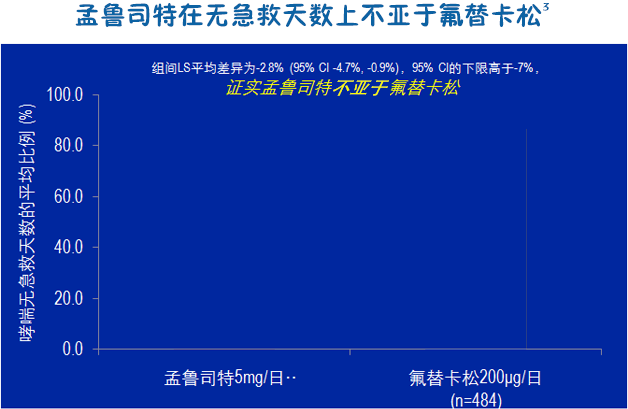 孟鲁司特在无急救天数上不亚于氟替卡松³
组间LS平均差异为-2.8% (95% CI -4.7%, -0.9%)，95% CI的下限高于-7%，
证实孟鲁司特不亚于氟替卡松
哮喘无急救天数的平均比例 (%)
100.0
80.0
60.0
40.0
20.0
0.0
孟鲁司特5mg/日··
氟替卡松200µg/日
(n=484)